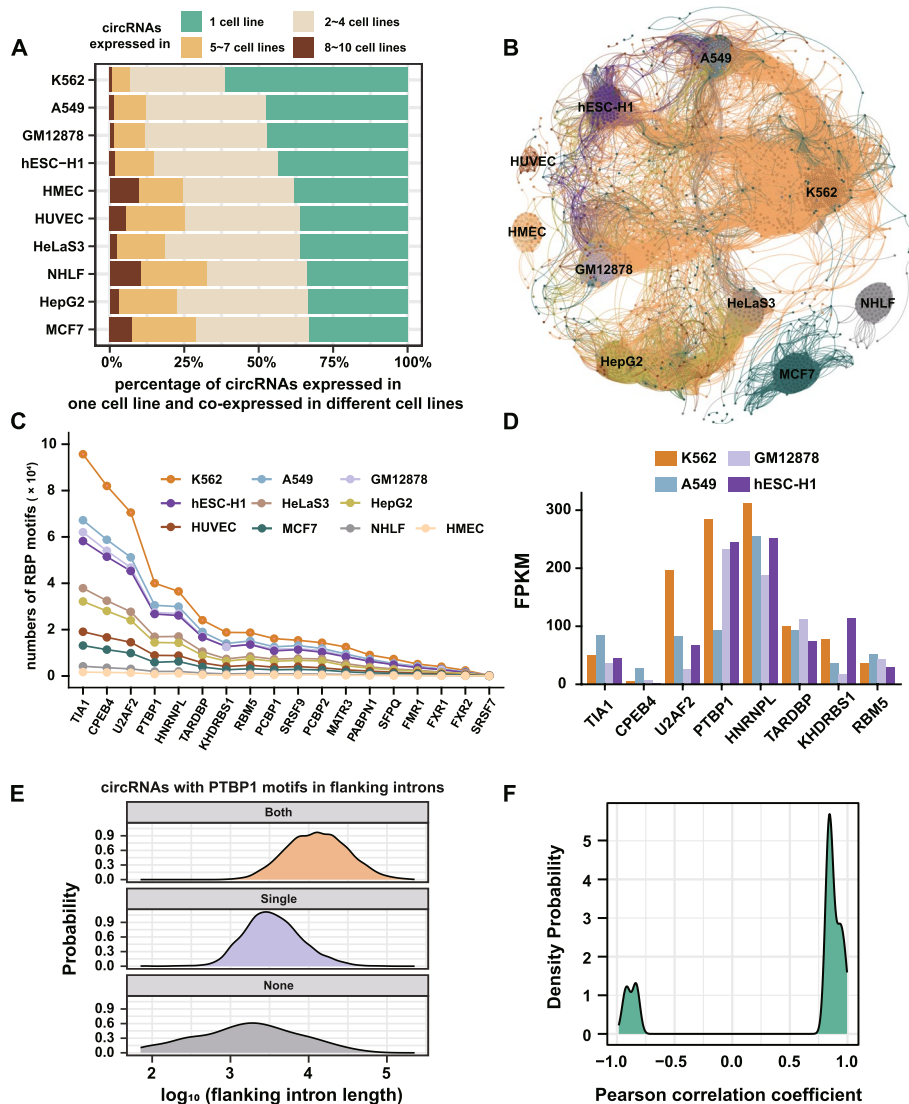 A
circRNAs
expressed in
1 cell line
2~4 cell lines
5~7 cell lines
8~10 cell lines
K562
A549
GM12878
hESC−H1
HMEC
HUVEC
HeLaS3
NHLF
HepG2
MCF7
0% 25% 50% 75% 100%
percentage of circRNAs expressed in
one cell line and co-expressed in different cell lines
B
A549
hESC-H1
HUVEC
K562
HMEC
GM12878
HeLaS3
NHLF
HepG2
MCF7
C
numbers of RBP motifs ( × 10⁴)
10
8
6
4
2
0
K562 A549 GM12878
hESC-H1 HeLaS3 HepG2
HUVEC MCF7 NHLF HMEC
TIA1 CPEB4 U2AF2 PTBP1 HNRNPL TARDBP KHDRBS1 RBM5 PCBP1 SRSF9 PCBP2 MATR3 PABPN1 SFPQ FMR1 FXR1 FXR2 SRSF7
D
K562 GM12878
A549 hESC-H1
FPKM
300
200
100
0
TIA1 CPEB4 U2AF2 PTBP1 HNRNPL TARDBP KHDRBS1 RBM5
E
circRNAs with PTBP1 motifs in flanking introns
Both
0.9
0.6
0.3
0.0
Single
0.9
0.6
0.3
0.0
None
0.9
0.6
0.3
0.0
Probability
2 3 4 5
log₁₀ (flanking intron length)
F
Density Probability
5
4
3
2
1
0
−1.0 −0.5 0.0 0.5 1.0
Pearson correlation coefficient